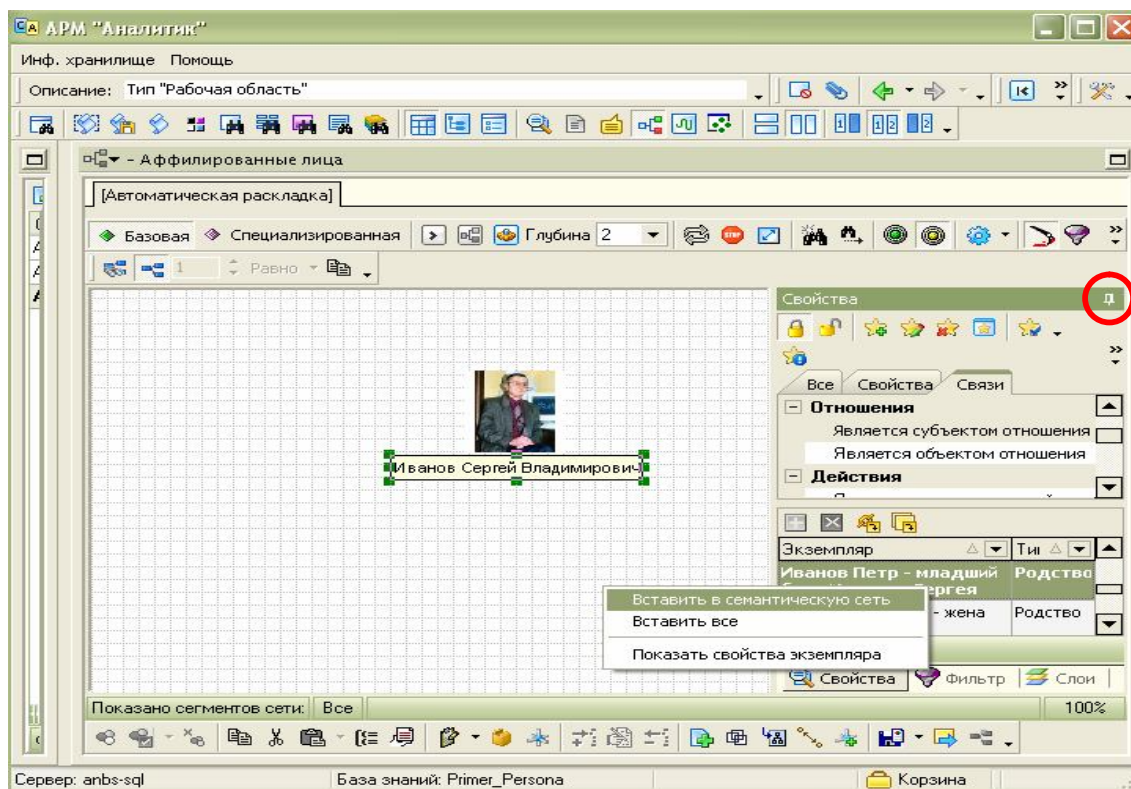 АРМ "Аналитик"
Инф. хранилище Помощь
Описание: Тип "Рабочая область"
- Аффилированные лица
[Автоматическая раскладка]
Базовая Специализированная Глубина 2
1 Равно
Свойства
Все Свойства Связи
Отношения
Является субъектом отношения
Является объектом отношения
Действия
Иванов Сергей Владимирович
Экземпляр Тип
Иванов Петр - младший Родство
Вставить в семантическую сеть
Вставить все
- жена Родство
Показать свойства экземпляра
Свойства Фильтр Слои
Показано сегментов сети: Все 100%
Сервер: anbs-sql База знаний: Primer_Persona Корзина